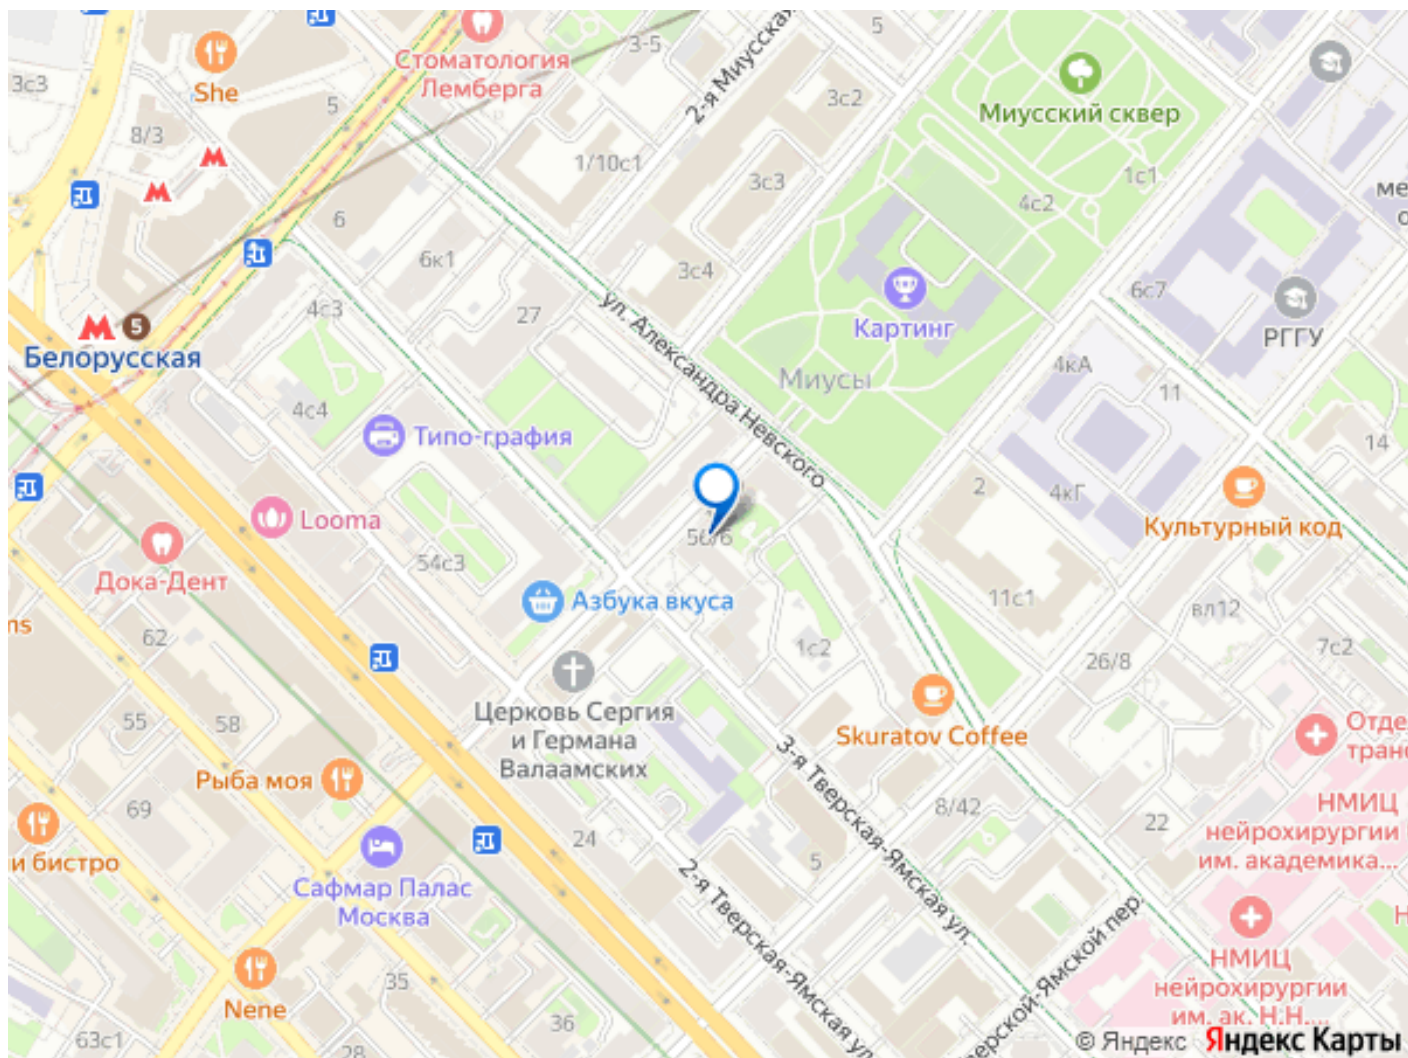 5
3-5
2-я Миусская
Стоматология
Лемберга
She
3с3
5
8/3
3с2
Миусский сквер
1/10с1
3с3
1с1
4с2
6
6к1
3с4
6с7
4с3
27
ул. Александра Невского
Картинг
РГГУ
5
Белорусская
Миусы
4кА
11
4с4
Типо-графия
14
2
4кГ
Looma
Культурный код
56/6
54с3
Дока-Дент
Азбука вкуса
11с1
вл12
62
1с2
7с2
26/8
Церковь Сергия
и Германа
Валаамских
55
58
Skuratov Coffee
Рыба моя
3-я Тверская-Ямская ул.
69
8/42
22
НМИЦ
нейрохирургии
им. академика...
24
5
и бистро
Сафмар Палас
Москва
2-я Тверская-Ямская ул.
НМИЦ
нейрохирургии
им. ак. Н.Н....
35
Nene
36
63с1
28
© Яндекс Яндекс Карты